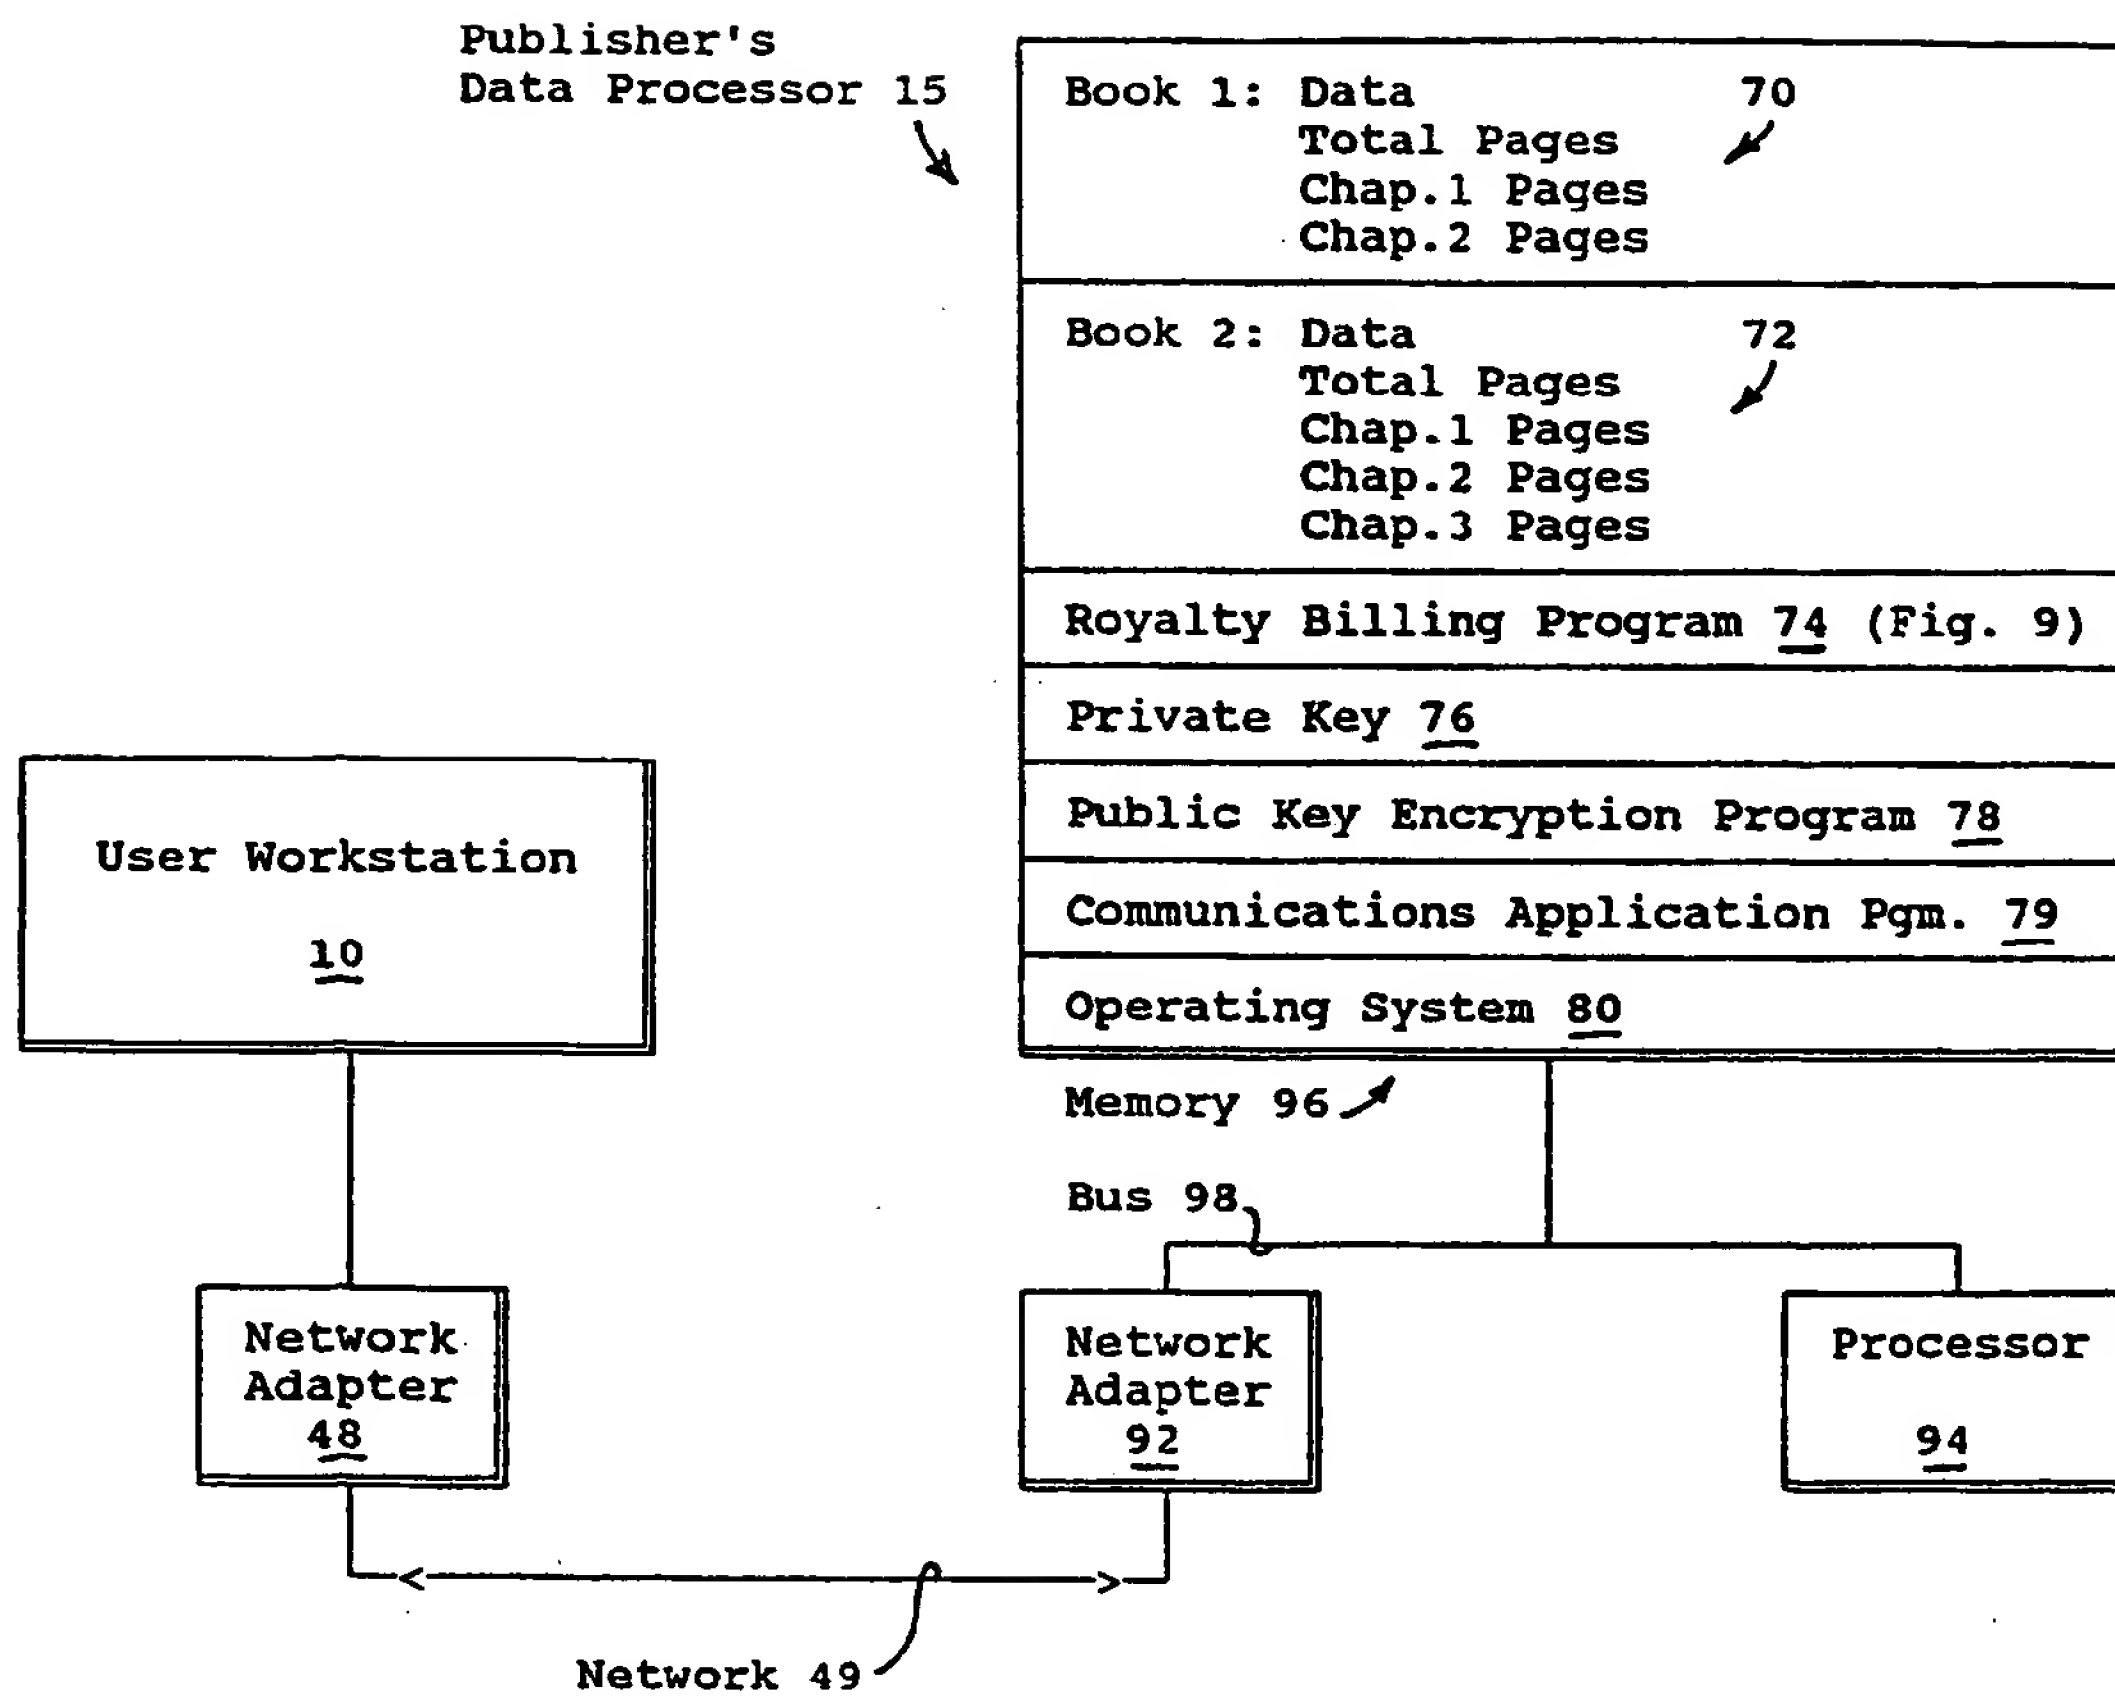 Publisher's
Data Processor 15
Book 1: Data 70
Total Pages
Chap.1 Pages
Chap.2 Pages
Book 2: Data 72
Total Pages
Chap.1 Pages
Chap.2 Pages
Chap.3 Pages
Royalty Billing Program 74 (Fig. 9)
Private Key 76
Public Key Encryption Program 78
Communications Application Pgm. 79
Operating System 80
Memory 96
User Workstation
10
Bus 98
Network
Adapter
48
Network
Adapter
92
Processor
94
< >
Network 49